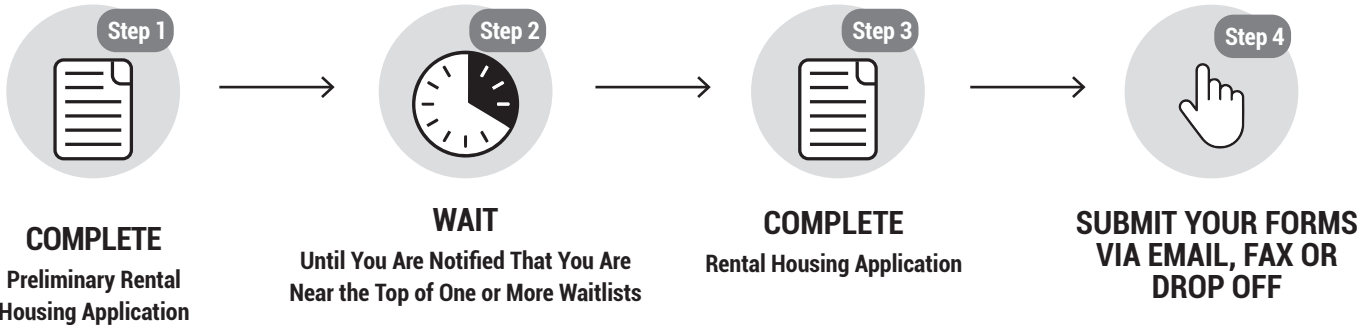 Step 1
Step 2
Step 3
Step 4
COMPLETE
Preliminary Rental
Housing Application
WAIT
Until You Are Notified That You Are
Near the Top of One or More Waitlists
COMPLETE
Rental Housing Application
SUBMIT YOUR FORMS
VIA EMAIL, FAX OR
DROP OFF